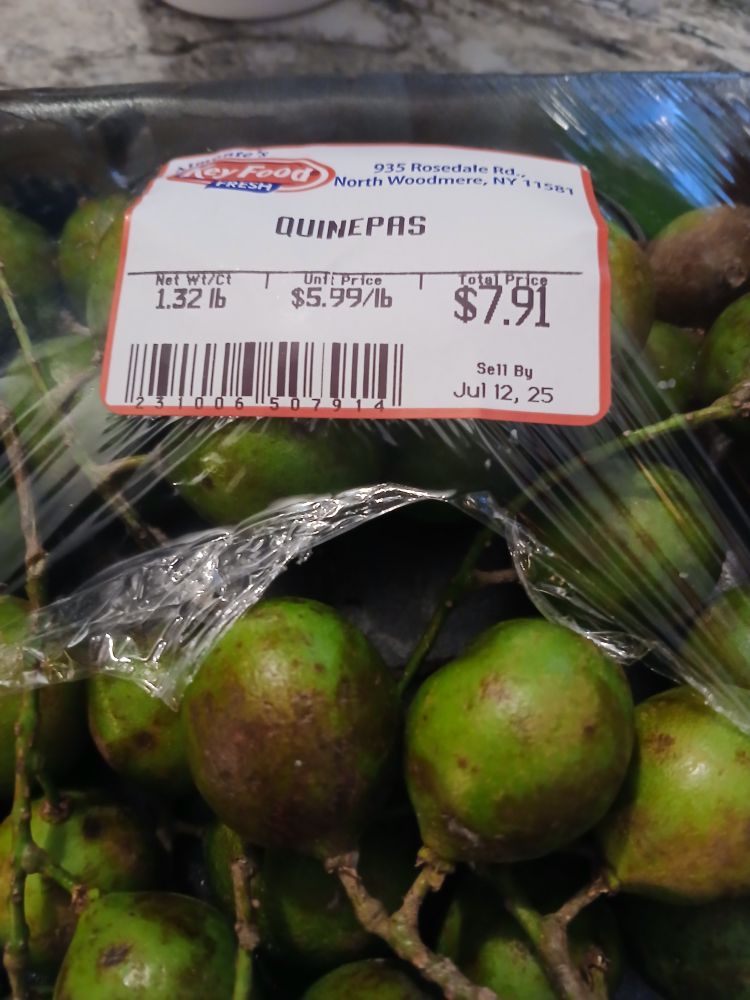 Almonte's
Key Food
FRESH
935 Rosedale Rd.,
North Woodmere, NY 11581
QUINEPAS
Net Wt/Ct Unit Price Total Price
1.32 lb $5.99/lb $7.91
Sell By
Jul 12, 25
231006 507914